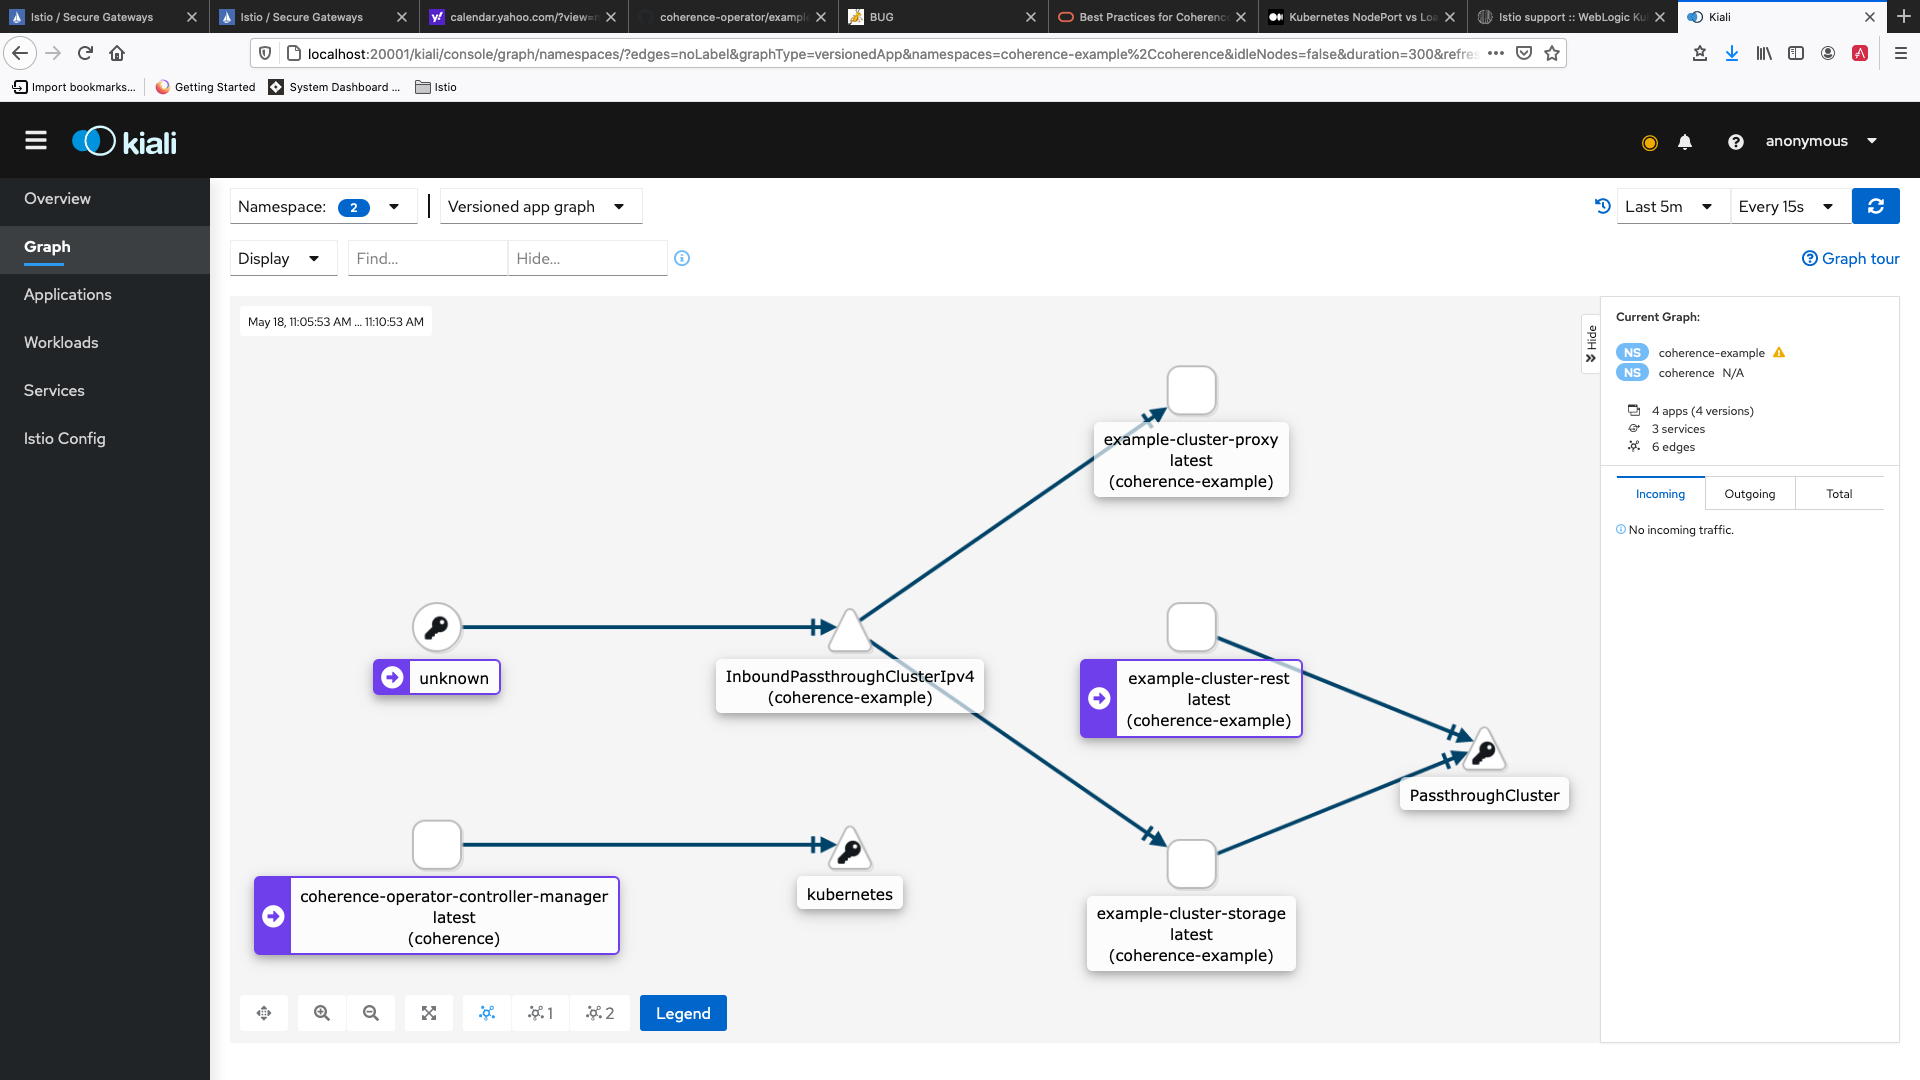 Istio / Secure Gateways
Istio / Secure Gateways
calendar.yahoo.com/?view=
coherence-operator/example
BUG
Best Practices for Coherenc
Kubernetes NodePort vs Loa
Istio support :: WebLogic Ku
Kiali
localhost:20001/kiali/console/graph/namespaces/?edges=noLabel&graphType=versionedApp&namespaces=coherence-example%2Ccoherence&idleNodes=false&duration=300&refres
Import bookmarks...
Getting Started
System Dashboard ...
Istio
kiali
anonymous
Overview
Graph
Applications
Workloads
Services
Istio Config
Namespace: 2
Versioned app graph
Last 5m
Every 15s
Display
Find...
Hide...
Graph tour
May 18, 11:05:53 AM ... 11:10:53 AM
Hide
example-cluster-proxy
latest
(coherence-example)
unknown
InboundPassthroughClusterIpv4
(coherence-example)
example-cluster-rest
latest
(coherence-example)
PassthroughCluster
coherence-operator-controller-manager
latest
(coherence)
kubernetes
example-cluster-storage
latest
(coherence-example)
1
2
Legend
Current Graph:
NS coherence-example
NS coherence N/A
4 apps (4 versions)
3 services
6 edges
Incoming
Outgoing
Total
No incoming traffic.